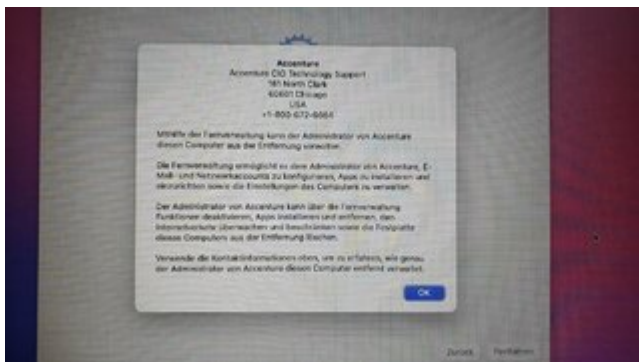 Accenture
Accenture CIO Technology Support
161 North Clark
60601 Chicago
USA
+1-800-672-6664
Mithilfe der Fernverwaltung kann der Administrator von Accenture
diesen Computer aus der Entfernung verwalten.
Die Fernverwaltung ermöglicht es dem Administrator von Accenture, E-
Mail- und Netzwerkaccounts zu konfigurieren, Apps zu installieren und
einzurichten sowie die Einstellungen des Computers zu verwalten.
Der Administrator von Accenture kann über die Fernverwaltung
Funktionen deaktivieren, Apps installieren und entfernen, den
Internetverkehr überwachen und beschränken sowie die Festplatte
dieses Computers aus der Entfernung löschen.
Verwende die Kontaktinformationen oben, um zu erfahren, wie genau
der Administrator von Accenture diesen Computer entfernt verwaltet.
OK
Zurück Fortfahren